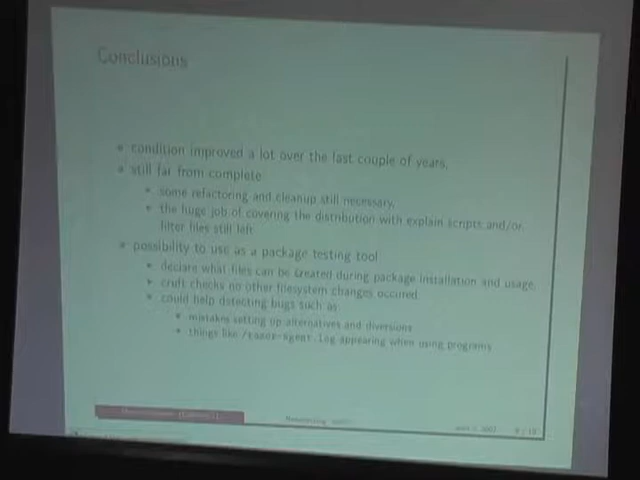 Conclusions
condition improved a lot over the last couple of years,
still far from complete
some refactoring and cleanup still necessary,
the huge job of covering the distribution with explain scripts and/or
filter files still left
possibility to use as a package testing tool
declare what files can be created during package installation and usage,
cruft checks no other filesystem changes occured
could help detecting bugs such as
mistakes setting up alternatives and diversions
things like /razor-agent.log appearing when using programs
2007